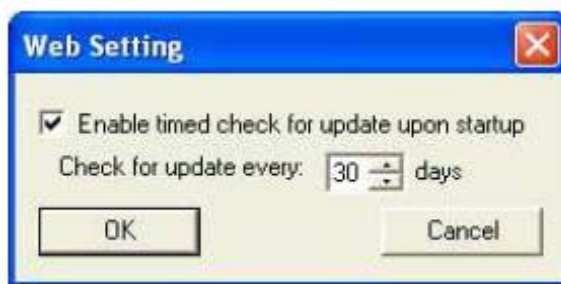 Web Setting
Enable timed check for update upon startup
Check for update every: 30 days
OK Cancel